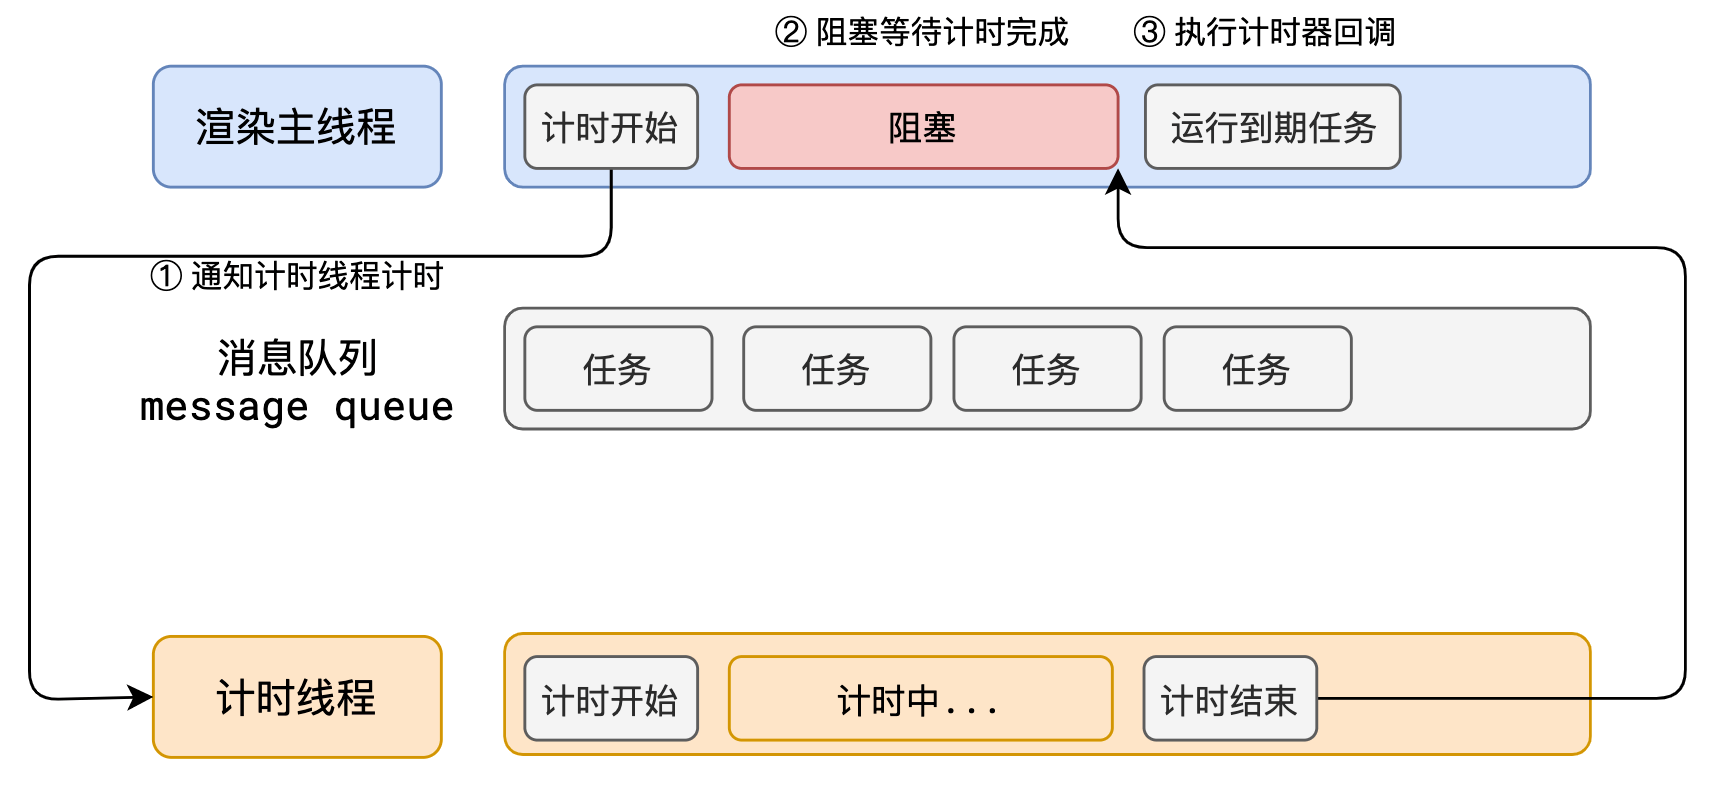 ② 阻塞等待计时完成
③ 执行计时器回调
渲染主线程
计时开始
阻塞
运行到期任务
① 通知计时线程计时
消息队列
message queue
任务
任务
任务
任务
计时线程
计时开始
计时中...
计时结束